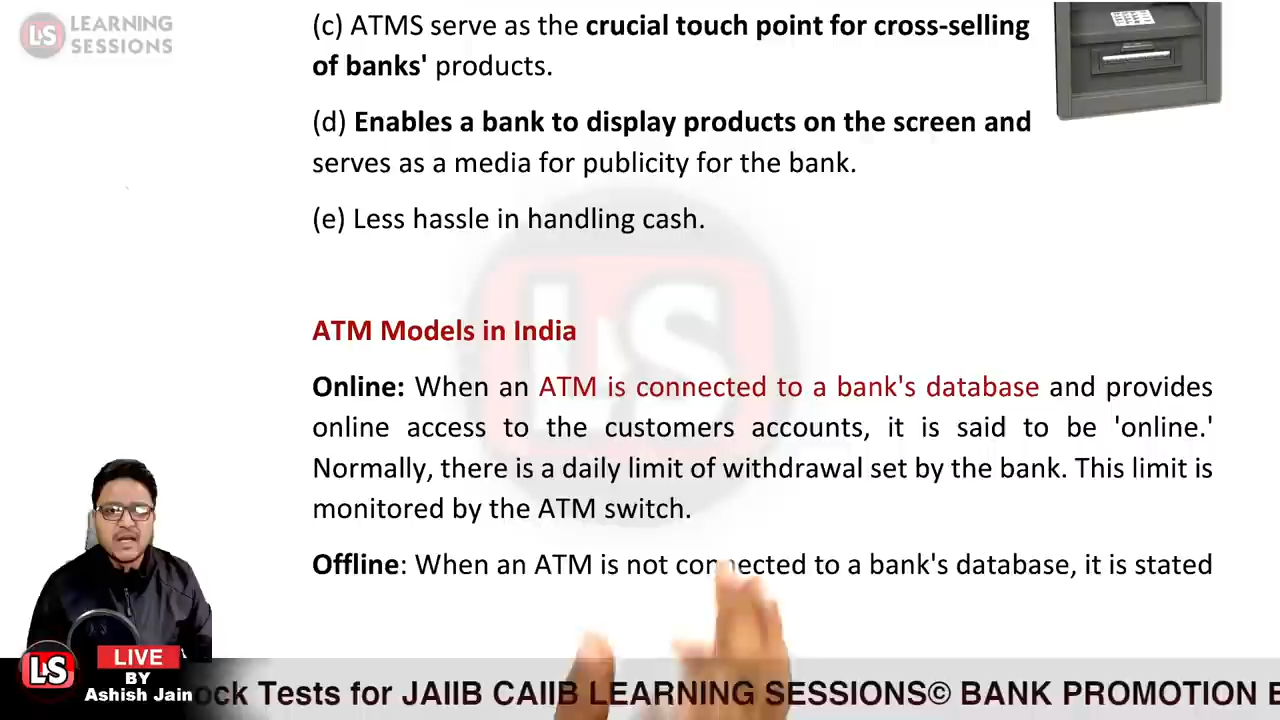 LS LEARNING
SESSIONS
(c) ATMS serve as the crucial touch point for cross-selling
of banks' products.
(d) Enables a bank to display products on the screen and
serves as a media for publicity for the bank.
(e) Less hassle in handling cash.
LS
ATM Models in India
Online: When an ATM is connected to a bank's database and provides
online access to the customers accounts, it is said to be 'online.'
Normally, there is a daily limit of withdrawal set by the bank. This limit is
monitored by the ATM switch.
Offline: When an ATM is not connected to a bank's database, it is stated
LS LIVE
BY
Ashish Jain
ock Tests for JAIIB CAIIB LEARNING SESSIONS© BANK PROMOTION E